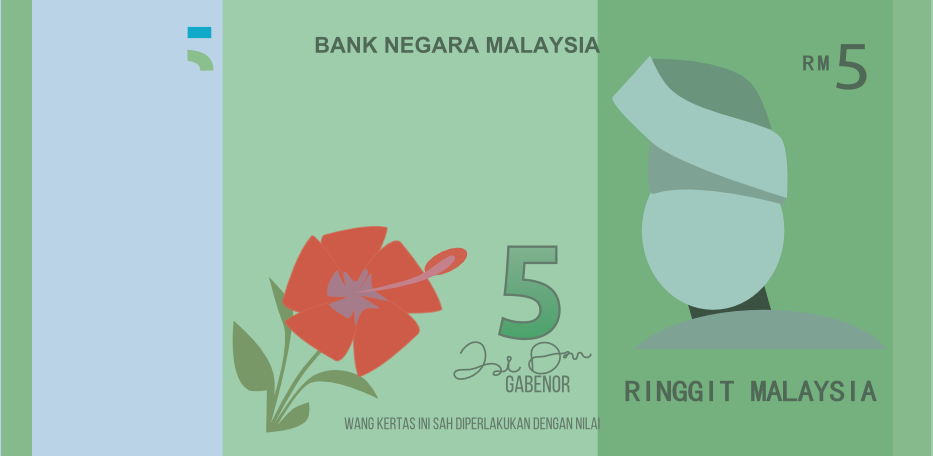 BANK NEGARA MALAYSIA
RM 5
5
GABENOR
RINGGIT MALAYSIA
WANG KERTAS INI SAH DIPERLAKUKAN DENGAN NILAI